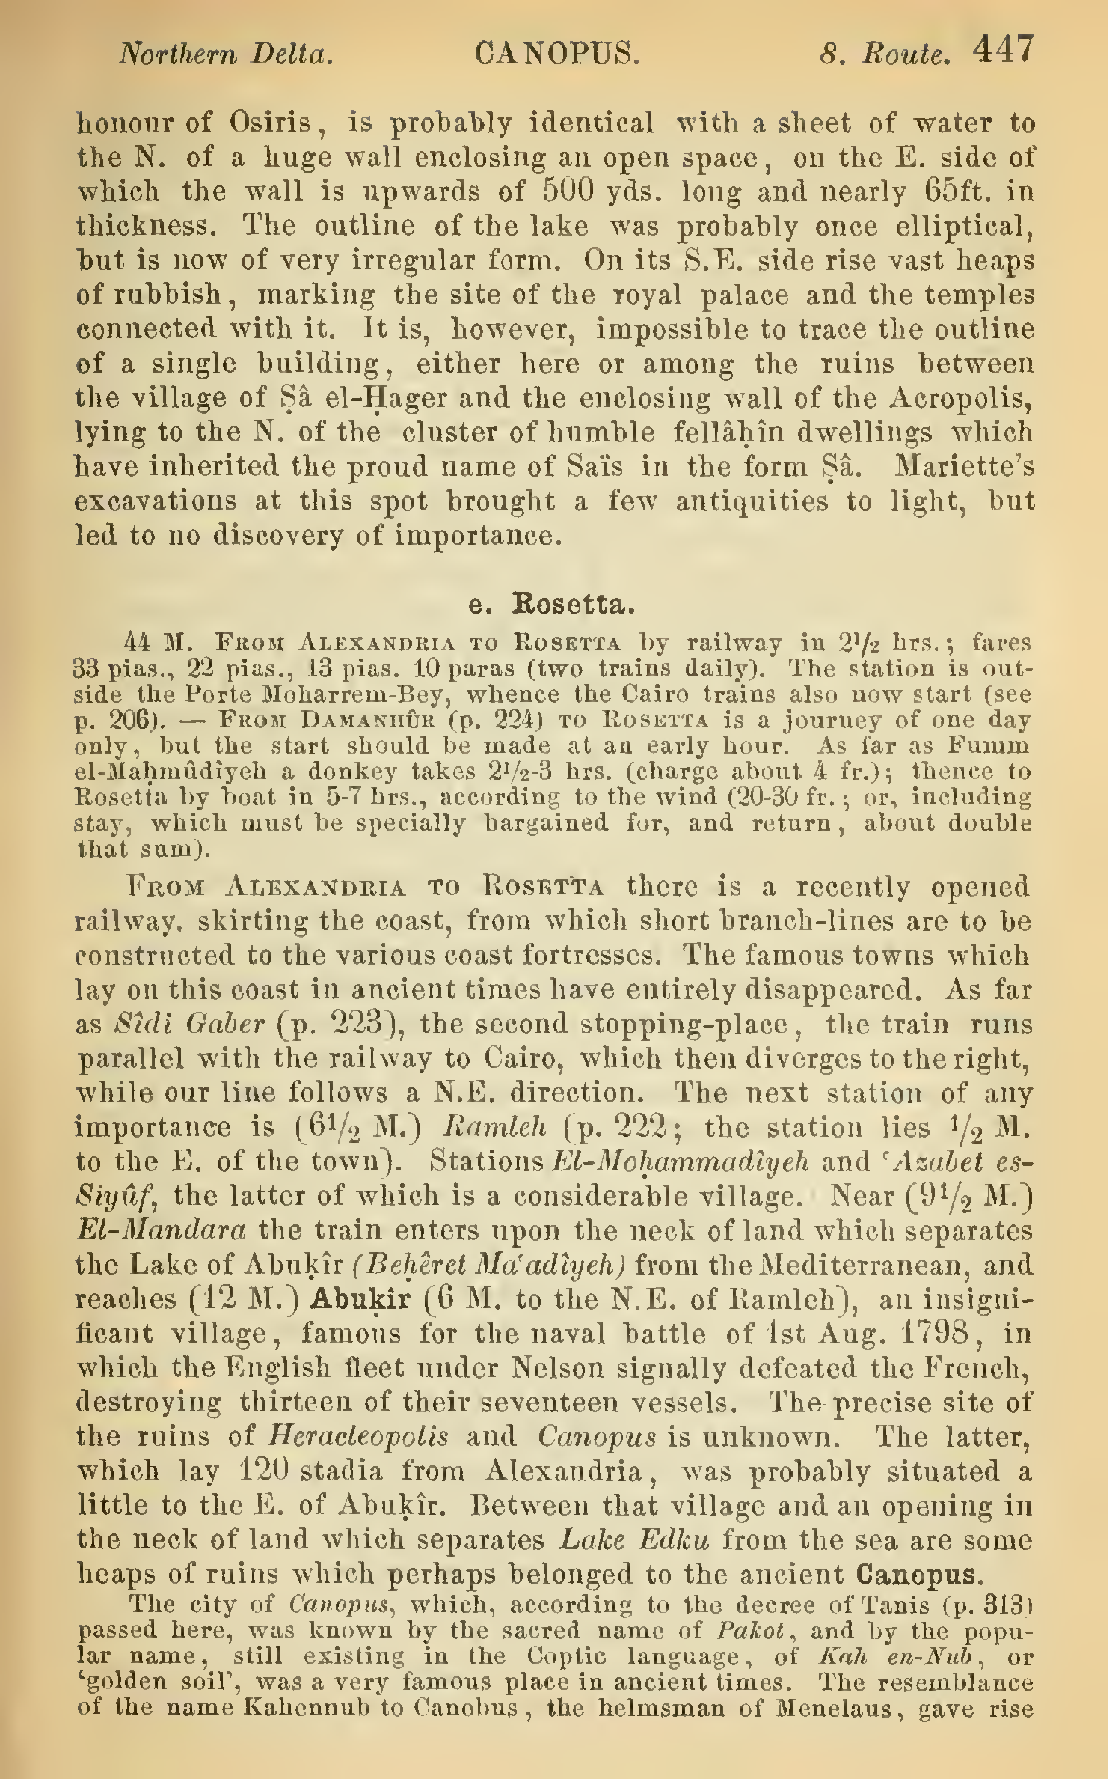 Northern Delta. CANOPUS. 8. Route. 447
honour of Osiris, is probably identical with a sheet of water to
the N. of a huge wall enclosing an open space, on the E. side of
which the wall is upwards of 500 yds. long and nearly 65ft. in
thickness. The outline of the lake was probably once elliptical,
but is now of very irregular form. On its S.E. side rise vast heaps
of rubbish, marking the site of the royal palace and the temples
connected with it. It is, however, impossible to trace the outline
of a single building, either here or among the ruins between
the village of Ṣâ el-Ḥager and the enclosing wall of the Acropolis,
lying to the N. of the cluster of humble fellâḥîn dwellings which
have inherited the proud name of Saïs in the form Ṣâ. Mariette's
excavations at this spot brought a few antiquities to light, but
led to no discovery of importance.
e. Rosetta.
44 M. FROM ALEXANDRIA TO ROSETTA by railway in 2½ hrs.; fares
33 pias., 22 pias., 13 pias. 10 paras (two trains daily). The station is out-
side the Porte Moharrem-Bey, whence the Cairo trains also now start (see
p. 206). — FROM DAMANHÛR (p. 224) TO ROSETTA is a journey of one day
only, but the start should be made at an early hour. As far as Fumm
el-Maḥmûdîyeh a donkey takes 2½-3 hrs. (charge about 4 fr.); thence to
Rosetta by boat in 5-7 hrs., according to the wind (20-30 fr.; or, including
stay, which must be specially bargained for, and return, about double
that sum).
FROM ALEXANDRIA TO ROSETTA there is a recently opened
railway, skirting the coast, from which short branch-lines are to be
constructed to the various coast fortresses. The famous towns which
lay on this coast in ancient times have entirely disappeared. As far
as Sîdi Gaber (p. 223), the second stopping-place, the train runs
parallel with the railway to Cairo, which then diverges to the right,
while our line follows a N.E. direction. The next station of any
importance is (6½ M.) Ramleh (p. 222; the station lies ½ M.
to the E. of the town). Stations El-Moḥammadîyeh and ʿAzabet es-
Siyûf, the latter of which is a considerable village. Near (9½ M.)
El-Mandara the train enters upon the neck of land which separates
the Lake of Abuḳîr (Beḥêret Maʿadîyeh) from the Mediterranean, and
reaches (12 M.) Abuḳir (6 M. to the N.E. of Ramleh), an insigni-
ficant village, famous for the naval battle of 1st Aug. 1798, in
which the English fleet under Nelson signally defeated the French,
destroying thirteen of their seventeen vessels. The precise site of
the ruins of Heracleopolis and Canopus is unknown. The latter,
which lay 120 stadia from Alexandria, was probably situated a
little to the E. of Abuḳîr. Between that village and an opening in
the neck of land which separates Lake Edku from the sea are some
heaps of ruins which perhaps belonged to the ancient Canopus.
The city of Canopus, which, according to the decree of Tanis (p. 313)
passed here, was known by the sacred name of Pakot, and by the popu-
lar name, still existing in the Coptic language, of Kah en-Nub, or
'golden soil', was a very famous place in ancient times. The resemblance
of the name Kahennub to Canobus, the helmsman of Menelaus, gave rise